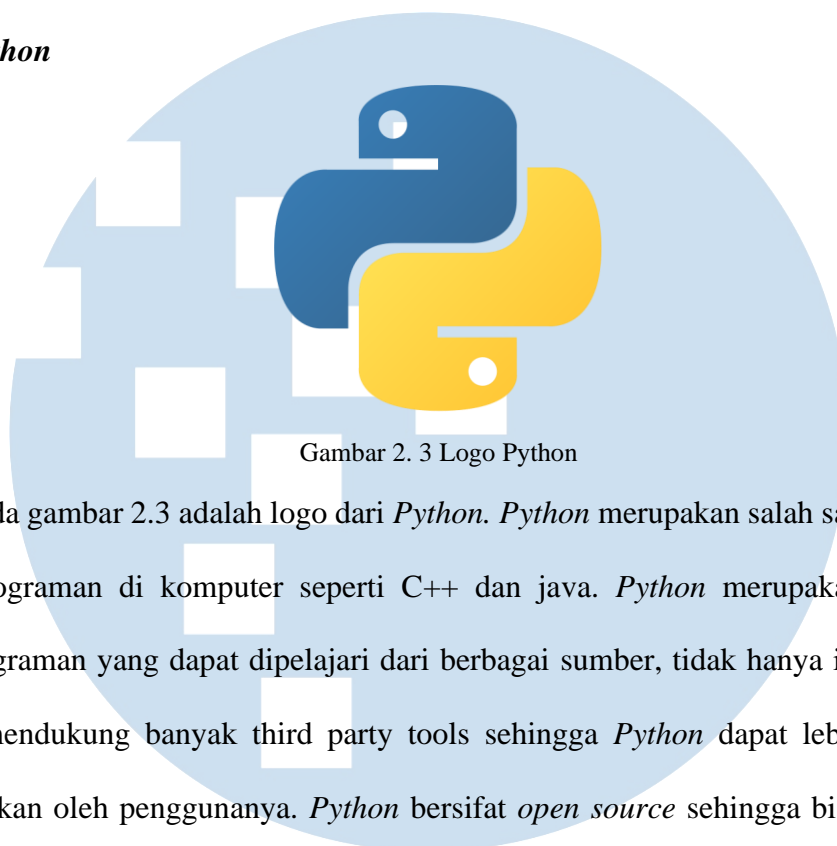 hon
Gambar 2. 3 Logo Python
da gambar 2.3 adalah logo dari Python. Python merupakan salah sa
ograman di komputer seperti C++ dan java. Python merupaka
graman yang dapat dipelajari dari berbagai sumber, tidak hanya i
nendukung banyak third party tools sehingga Python dapat leb
kan oleh penggunanya. Python bersifat open source sehingga bi